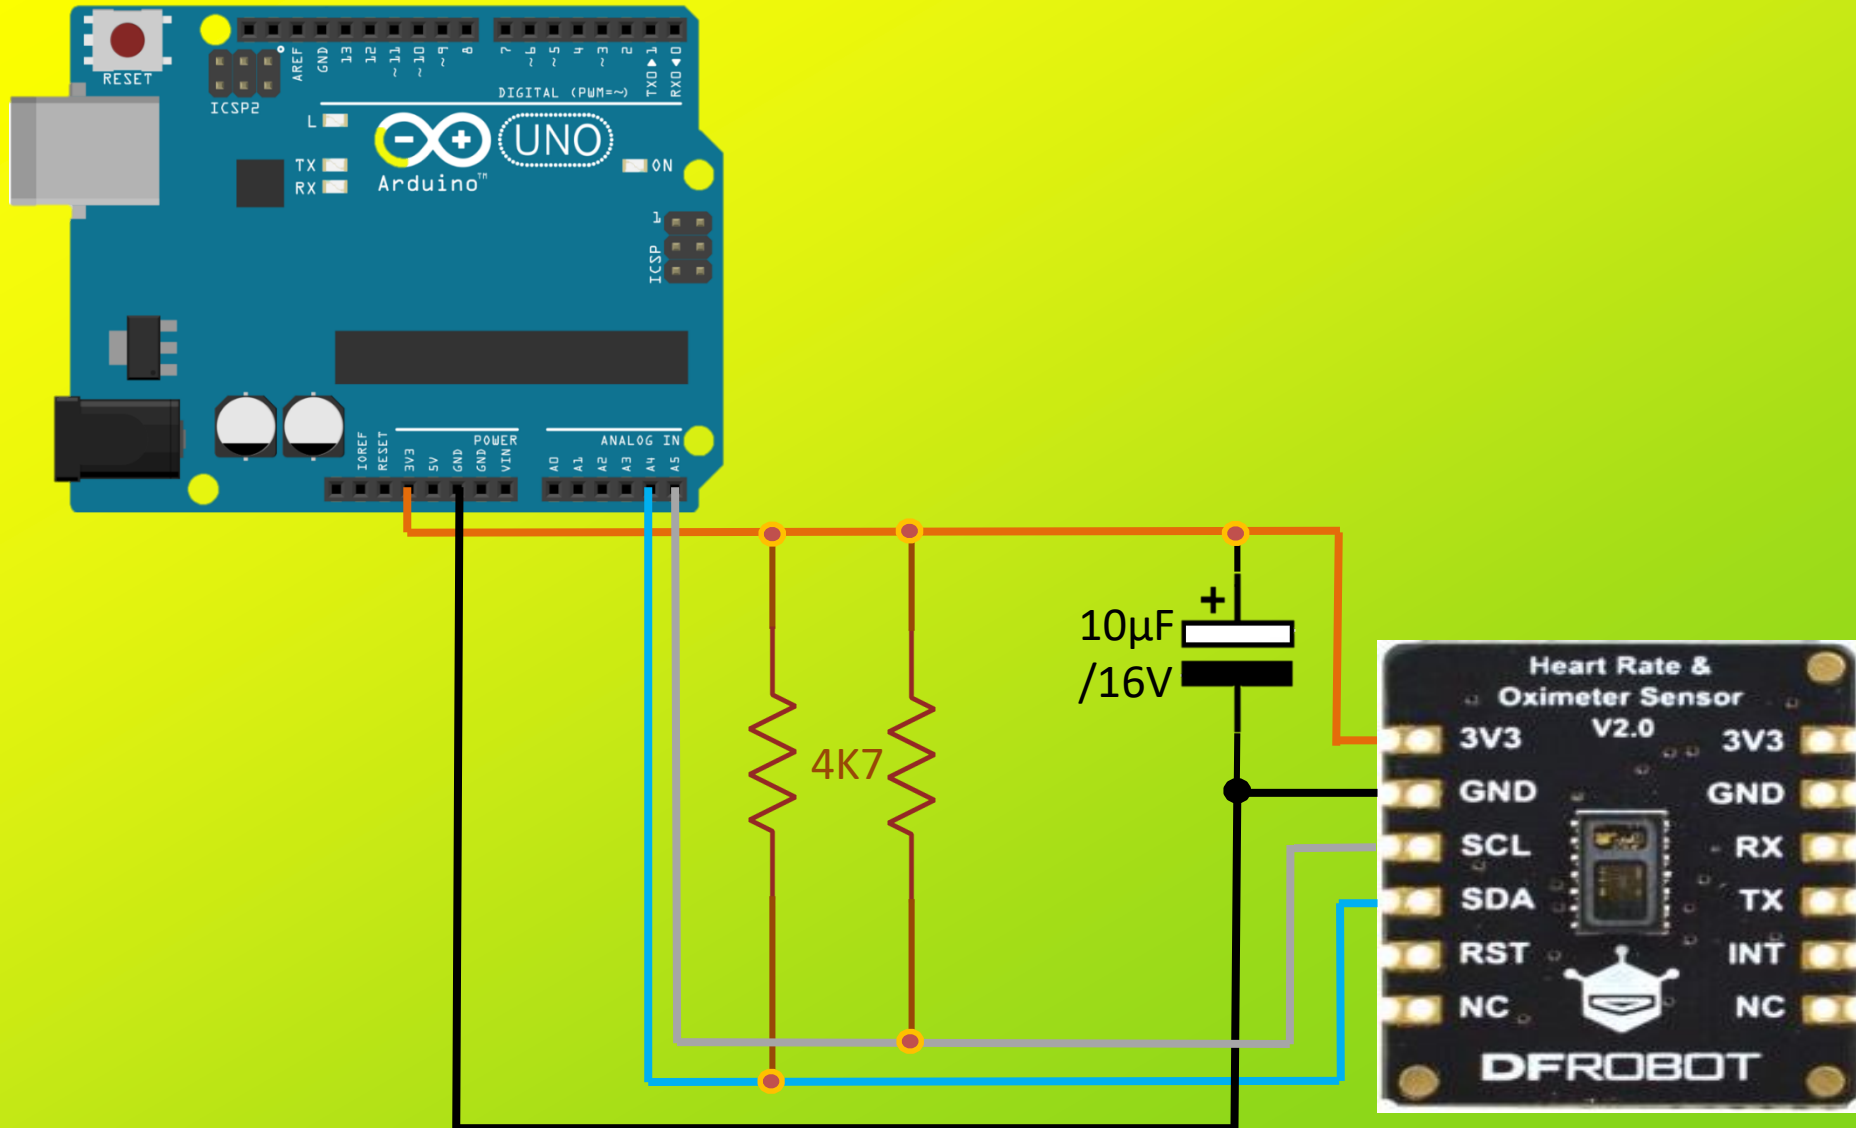 RESET
ICSP2
AREF
GND
13
12
~11
~10
~9
8
7
~6
~5
4
~3
2
TXD▶1
RXD◀0
DIGITAL (PWM=~)
L
TX
RX
Arduino™
UNO
ON
1
ICSP
IOREF
RESET
3V3
5V
GND
GND
VIN
POWER
ANALOG IN
A0
A1
A2
A3
A4
A5
+
10µF
/16V
4K7
Heart Rate &
Oximeter Sensor
V2.0
3V3 3V3
GND GND
SCL RX
SDA TX
RST INT
NC NC
DFROBOT